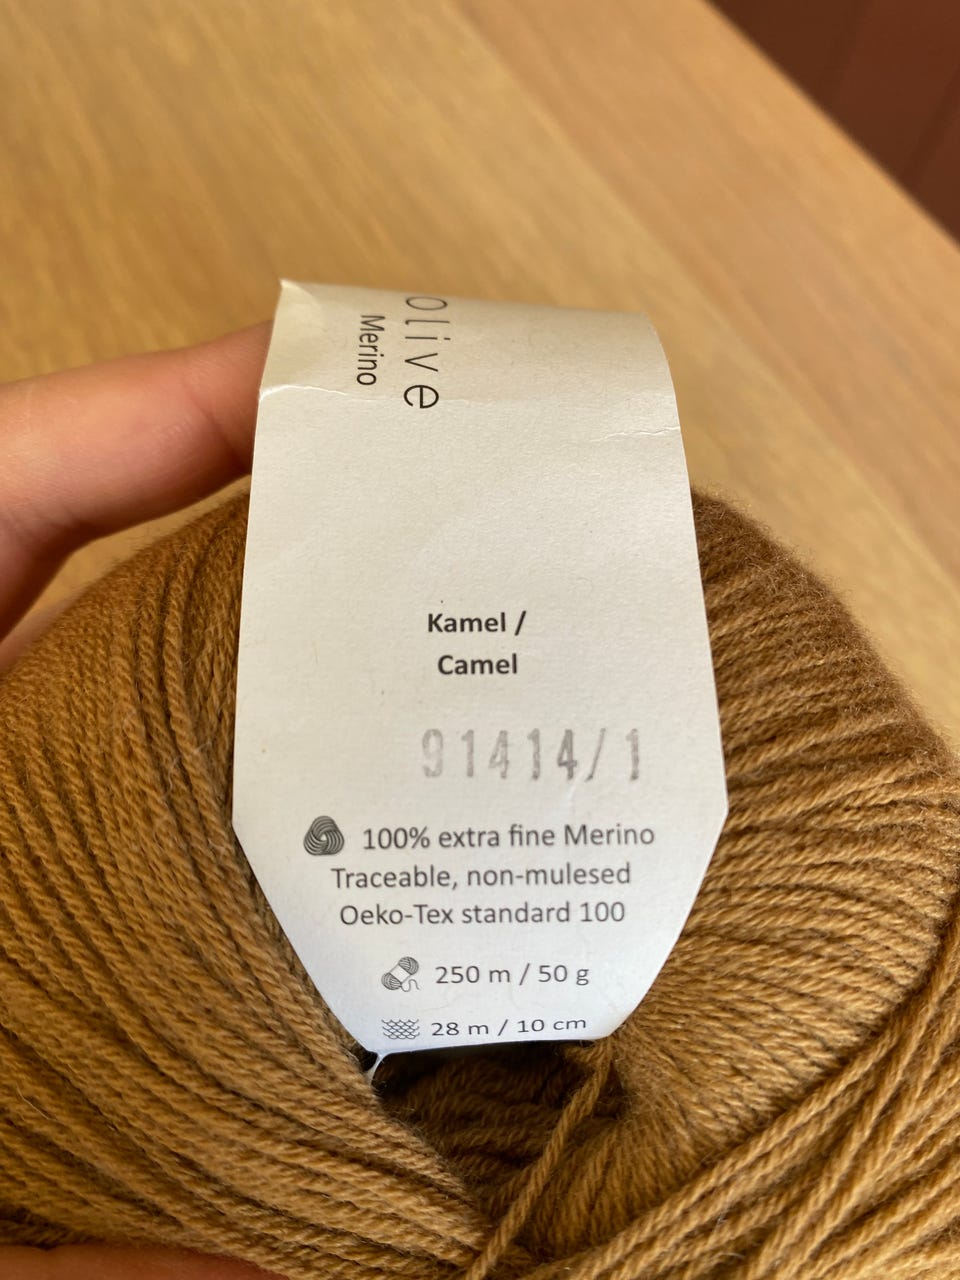 olive
Merino
Kamel /
Camel
91414/1
100% extra fine Merino
Traceable, non-mulesed
Oeko-Tex standard 100
250 m / 50 g
28 m / 10 cm